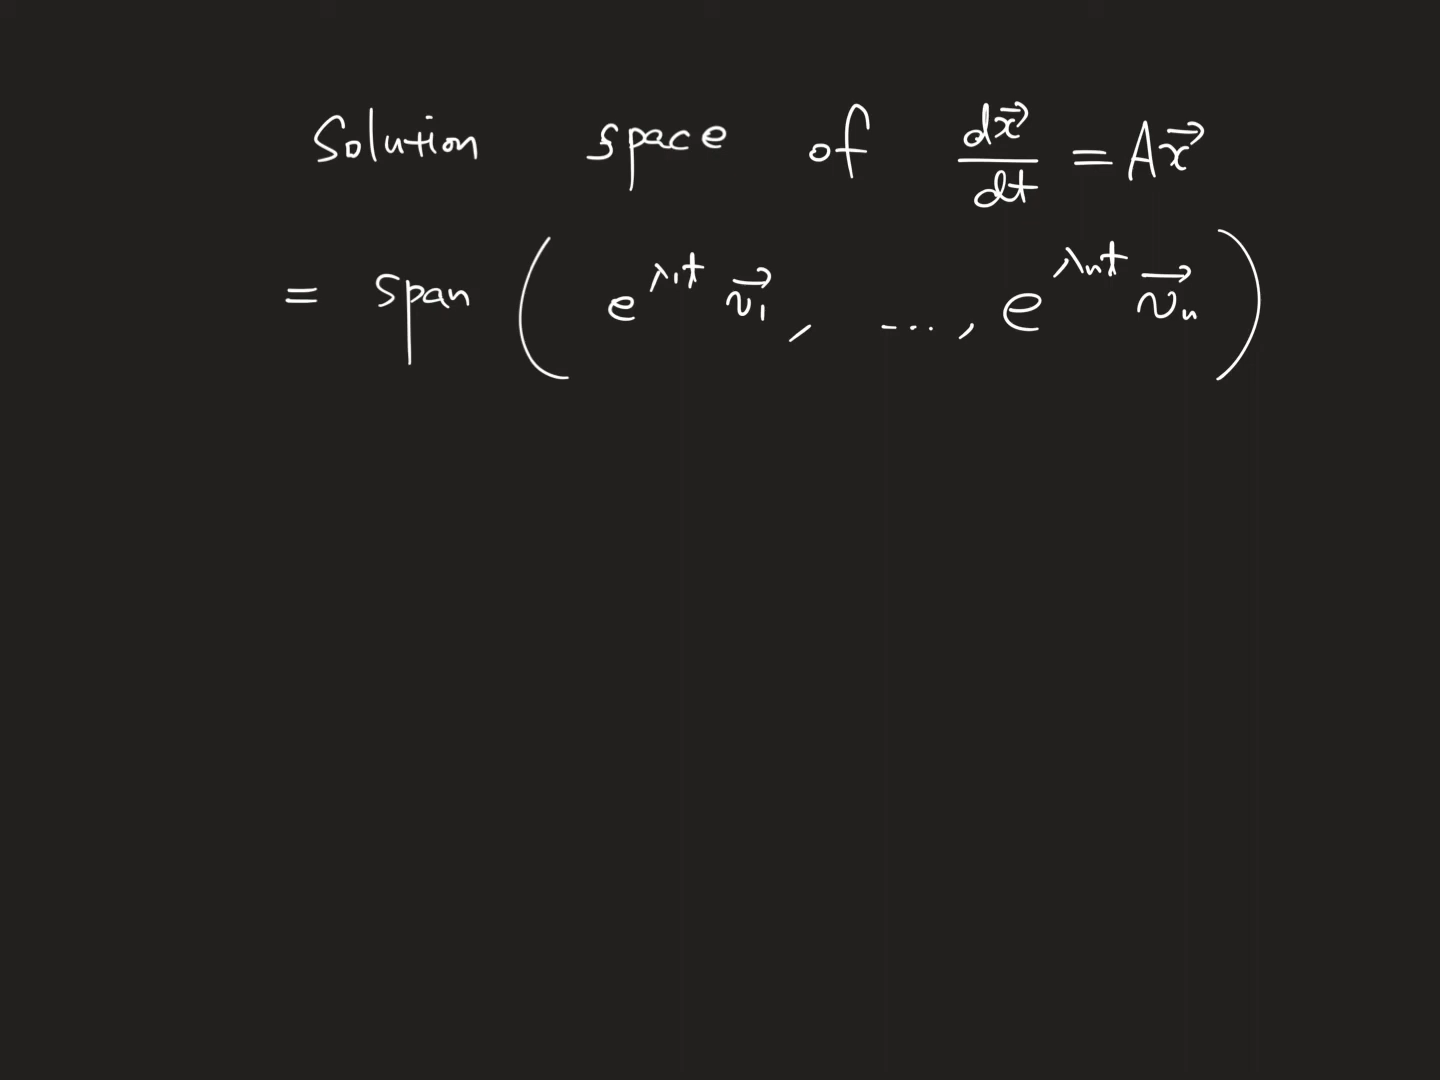 Solution space of dx⃗/dt = Ax⃗
= span ( e^{λ₁t} v⃗₁, ..., e^{λₙt} v⃗ₙ )